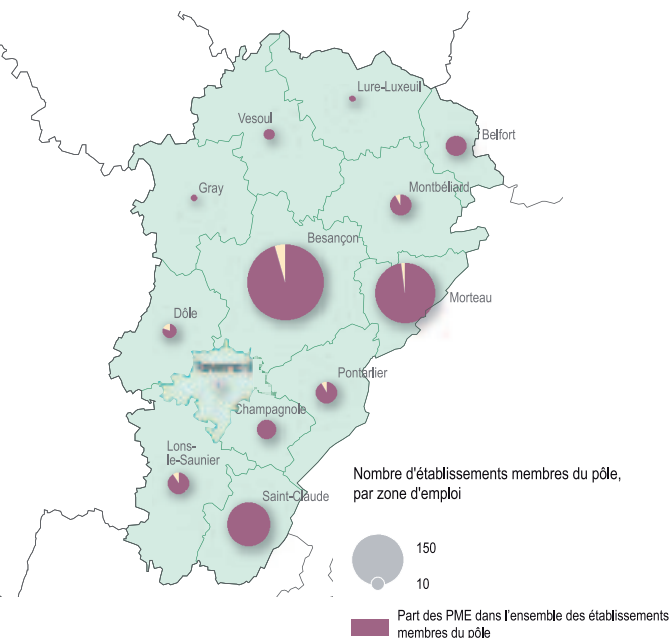 Lure-Luxeuil
Vesoul
Belfort
Gray
Montbéliard
Besançon
Morteau
Dôle
Pontarlier
Champagnole
Lons-
le-Saunier
Saint-Claude
Nombre d'établissements membres du pôle,
par zone d'emploi
150
10
Part des PME dans l'ensemble des établissements
membres du pôle